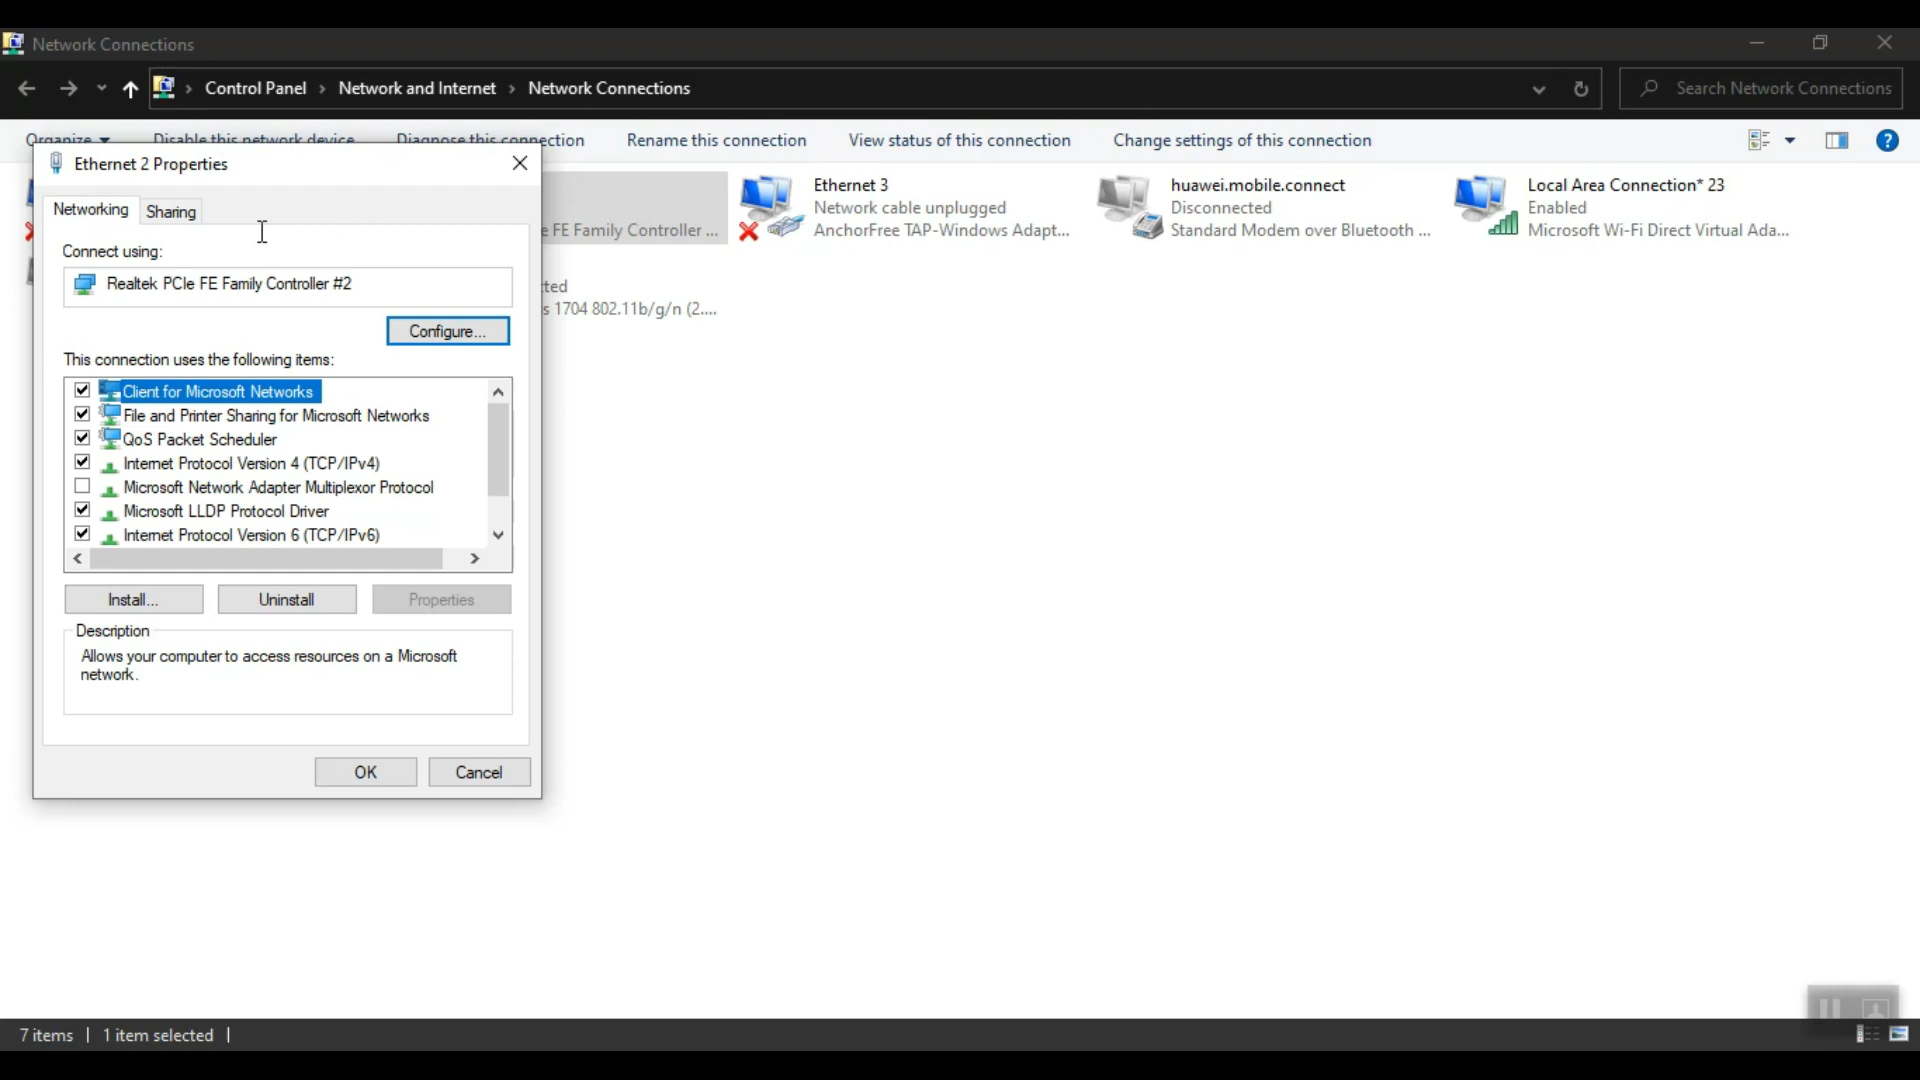 Network Connections
Control Panel > Network and Internet > Network Connections
Search Network Connections
Organize
Disable this network device
Diagnose this connection
Rename this connection
View status of this connection
Change settings of this connection
Ethernet 2 Properties
Networking
Sharing
Connect using:
Realtek PCIe FE Family Controller #2
Configure...
This connection uses the following items:
Client for Microsoft Networks
File and Printer Sharing for Microsoft Networks
QoS Packet Scheduler
Internet Protocol Version 4 (TCP/IPv4)
Microsoft Network Adapter Multiplexor Protocol
Microsoft LLDP Protocol Driver
Internet Protocol Version 6 (TCP/IPv6)
Install...
Uninstall
Properties
Description
Allows your computer to access resources on a Microsoft
network.
OK
Cancel
e FE Family Controller ...
cted
s 1704 802.11b/g/n (2....
Ethernet 3
Network cable unplugged
AnchorFree TAP-Windows Adapt...
huawei.mobile.connect
Disconnected
Standard Modem over Bluetooth ...
Local Area Connection* 23
Enabled
Microsoft Wi-Fi Direct Virtual Ada...
7 items
1 item selected